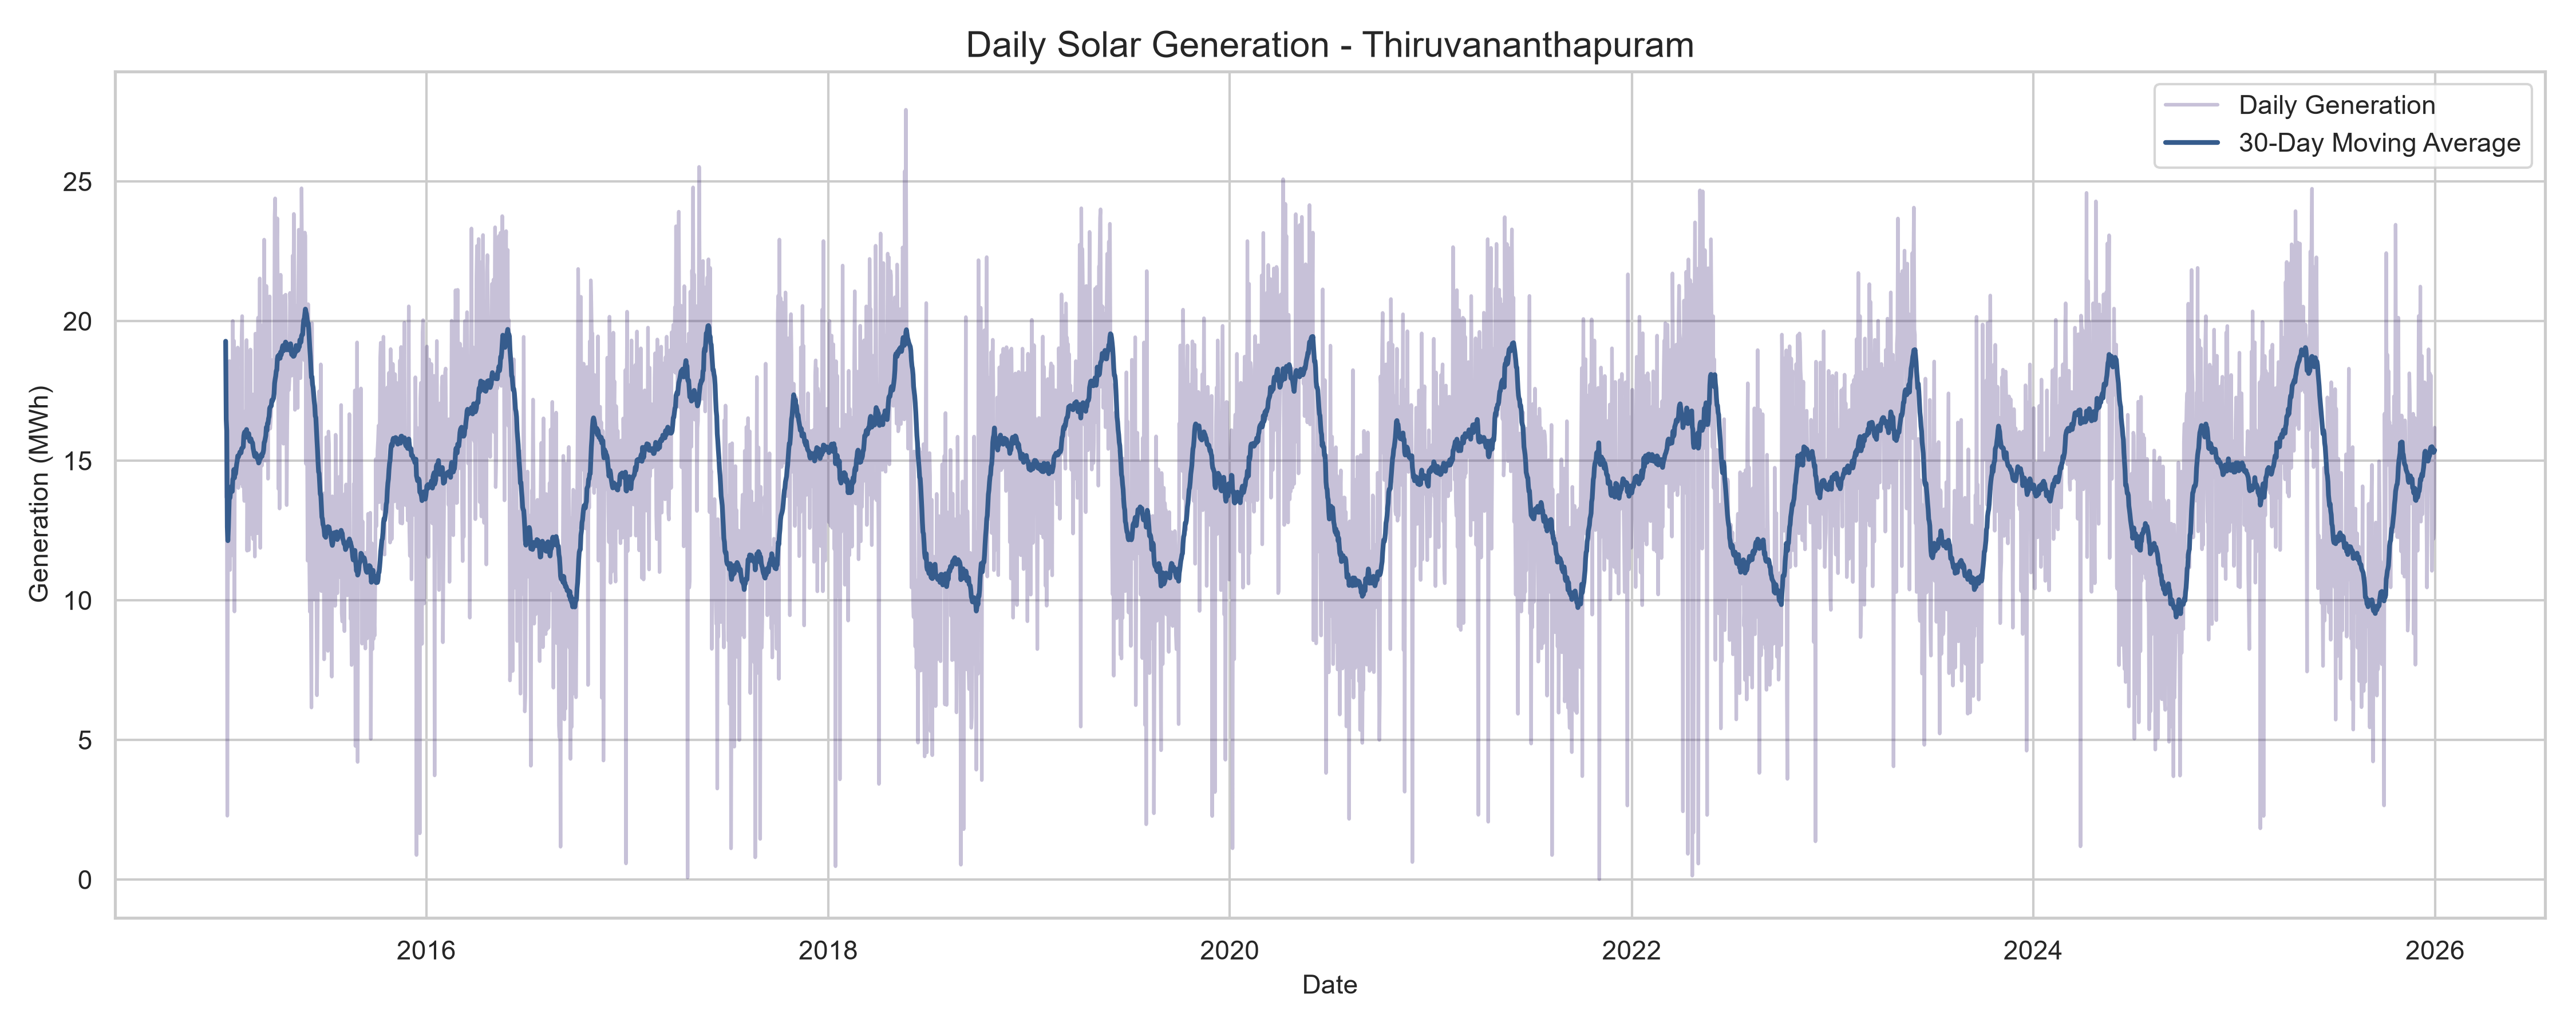 Daily Solar Generation - Thiruvananthapuram
Daily Generation
30-Day Moving Average
Generation (MWh)
25
20
15
10
5
0
2016
2018
2020
2022
2024
2026
Date